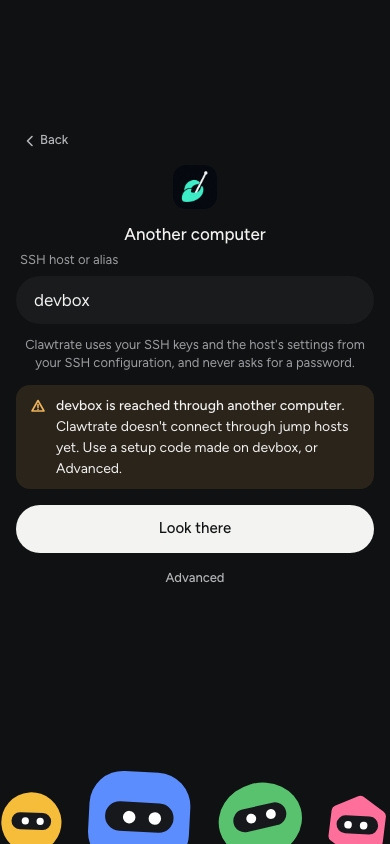 Back
Another computer
SSH host or alias
devbox
Clawtrate uses your SSH keys and the host's settings from
your SSH configuration, and never asks for a password.
devbox is reached through another computer.
Clawtrate doesn't connect through jump hosts
yet. Use a setup code made on devbox, or
Advanced.
Look there
Advanced